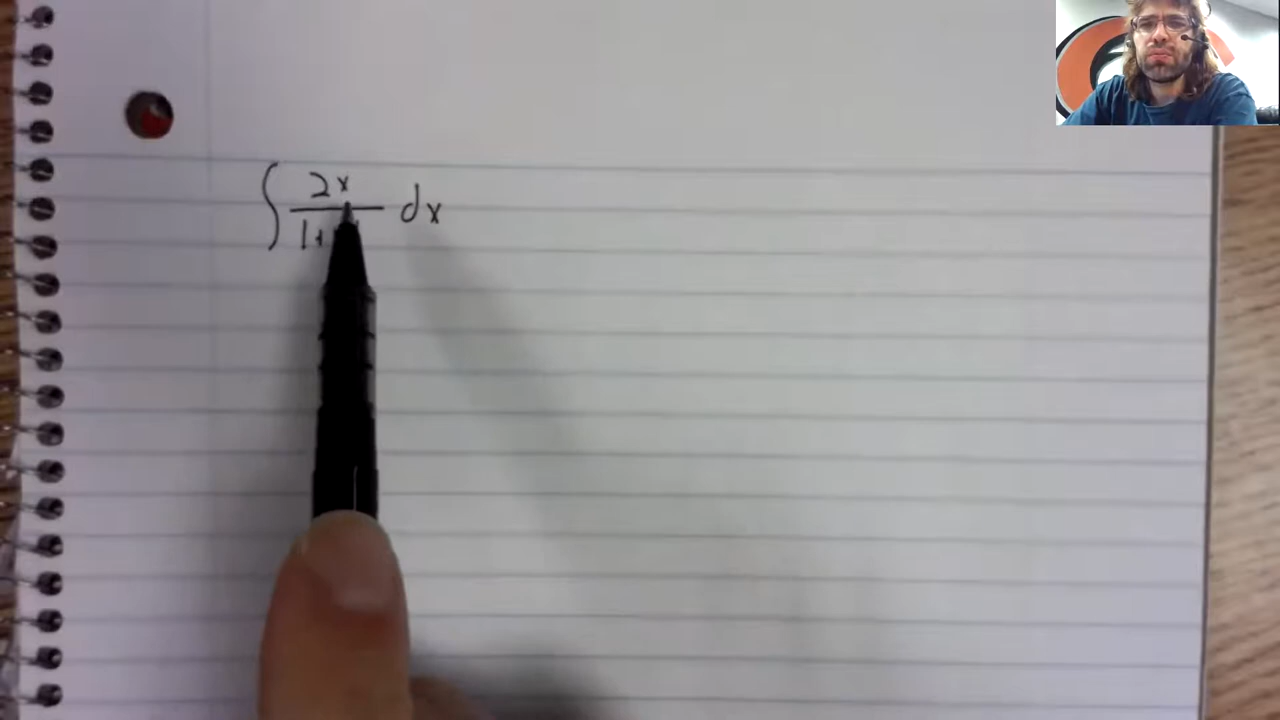 ∫ 2x / 1+ dx